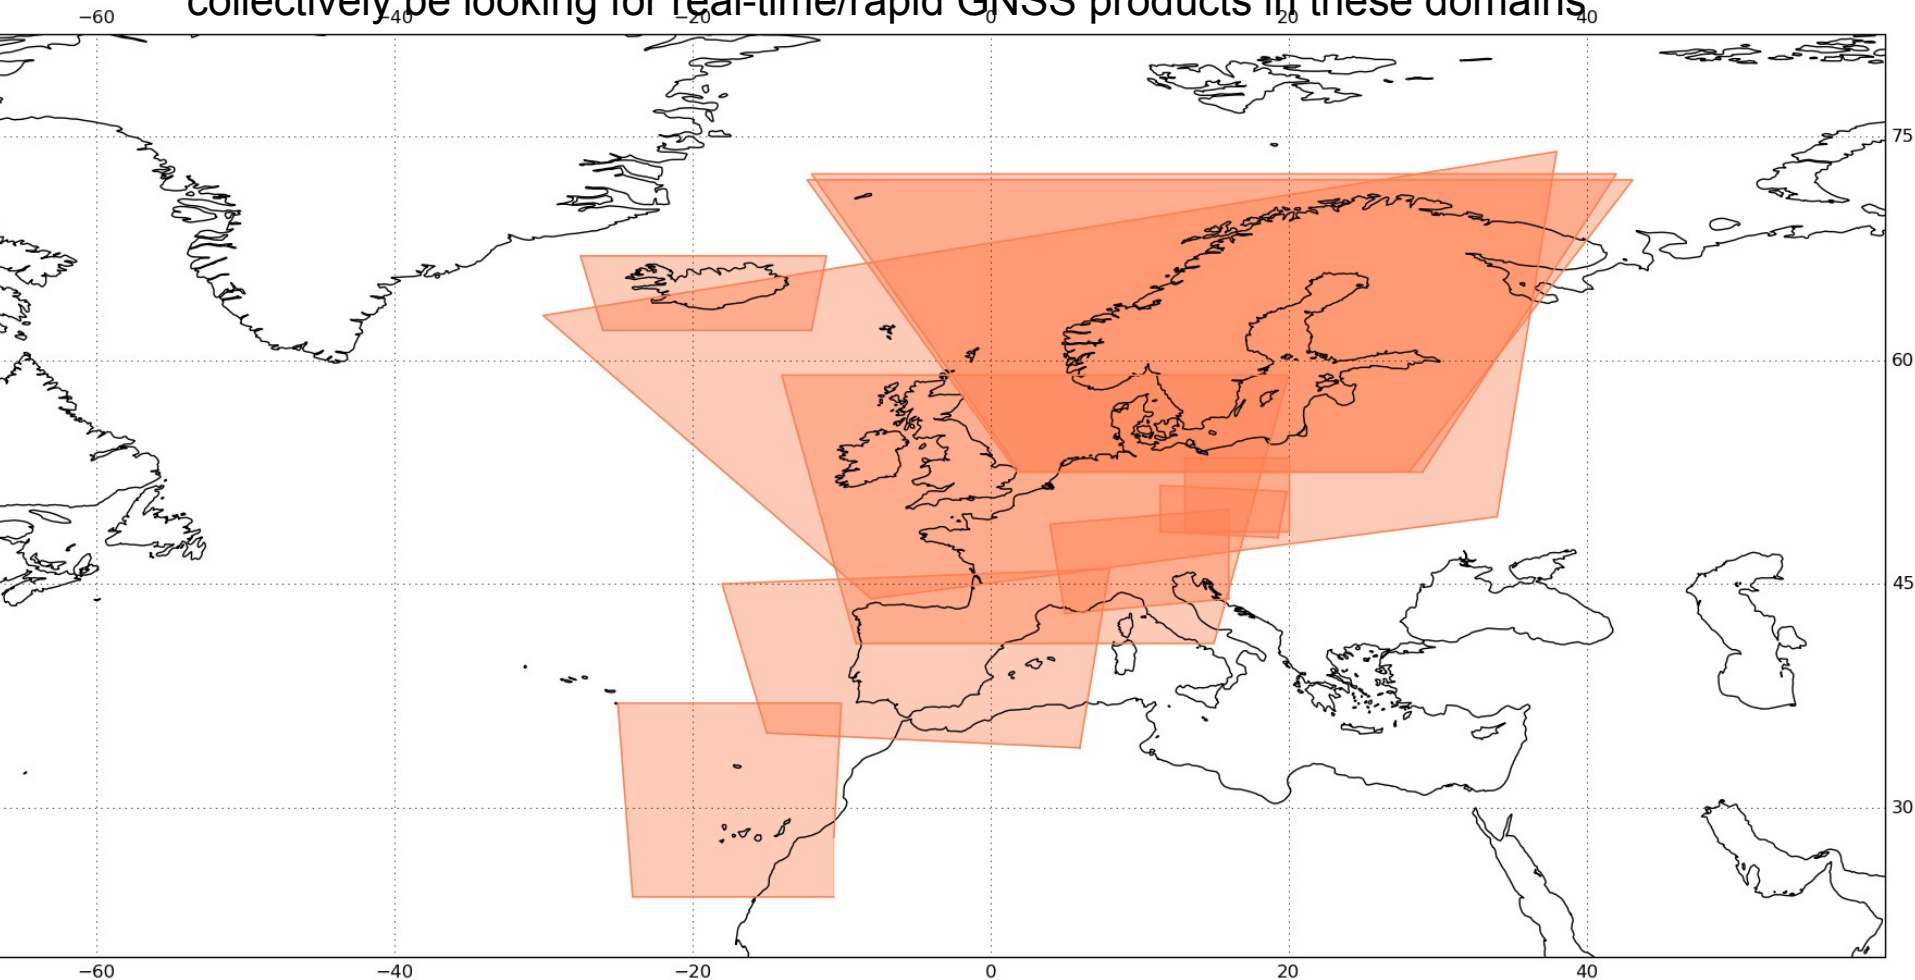 collectively be looking for real-time/rapid GNSS products in these domains
−60 −40 −20 0 20 40
75
60
45
30
−60 −40 −20 0 20 40